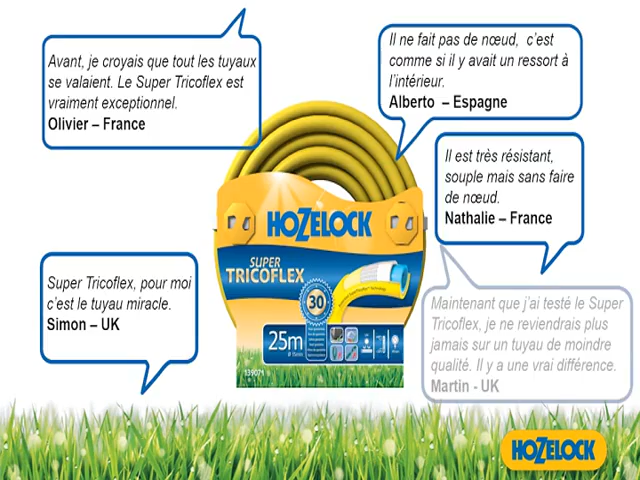 Avant, je croyais que tout les tuyaux
se valaient. Le Super Tricoflex est
vraiment exceptionnel.
Olivier – France
Il ne fait pas de nœud, c'est
comme si il y avait un ressort à
l'intérieur.
Alberto – Espagne
Il est très résistant,
souple mais sans faire
de nœud.
Nathalie – France
HOZELOCK
SUPER
TRICOFLEX
30
25m
139071
Super Tricoflex, pour moi
c'est le tuyau miracle.
Simon – UK
Maintenant que j'ai testé le Super
Tricoflex, je ne reviendrais plus
jamais sur un tuyau de moindre
qualité. Il y a une vrai différence.
Martin - UK
HOZELOCK